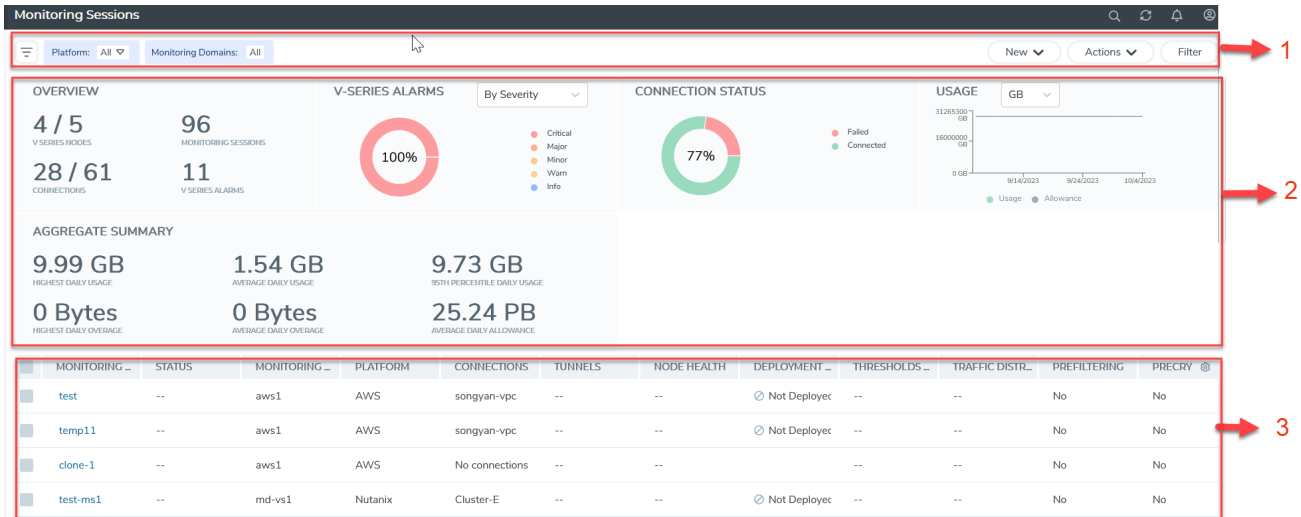 Monitoring Sessions
Platform: All Monitoring Domains: All New Actions Filter 1
OVERVIEW
4 / 5 96
V SERIES NODES MONITORING SESSIONS
28 / 61 11
CONNECTIONS V SERIES ALARMS
V-SERIES ALARMS By Severity
100%
Critical
Major
Minor
Warn
Info
CONNECTION STATUS
77%
Failed
Connected
USAGE GB
31265300 GB
16000000 GB
0 GB
9/14/2023 9/24/2023 10/4/2023
Usage Allowance
2
AGGREGATE SUMMARY
9.99 GB 1.54 GB 9.73 GB
HIGHEST DAILY USAGE AVERAGE DAILY USAGE 95TH PERCENTILE DAILY USAGE
0 Bytes 0 Bytes 25.24 PB
HIGHEST DAILY OVERAGE AVERAGE DAILY OVERAGE AVERAGE DAILY ALLOWANCE
MONITORING ... STATUS MONITORING ... PLATFORM CONNECTIONS TUNNELS NODE HEALTH DEPLOYMENT ... THRESHOLDS ... TRAFFIC DISTR... PREFILTERING PRECRY
test -- aws1 AWS songyan-vpc -- -- Not Deployec -- -- No No
temp11 -- aws1 AWS songyan-vpc -- -- Not Deployec -- -- No No
3
clone-1 -- aws1 AWS No connections -- -- -- -- No No
test-ms1 -- md-vs1 Nutanix Cluster-E -- -- Not Deployec -- -- No No